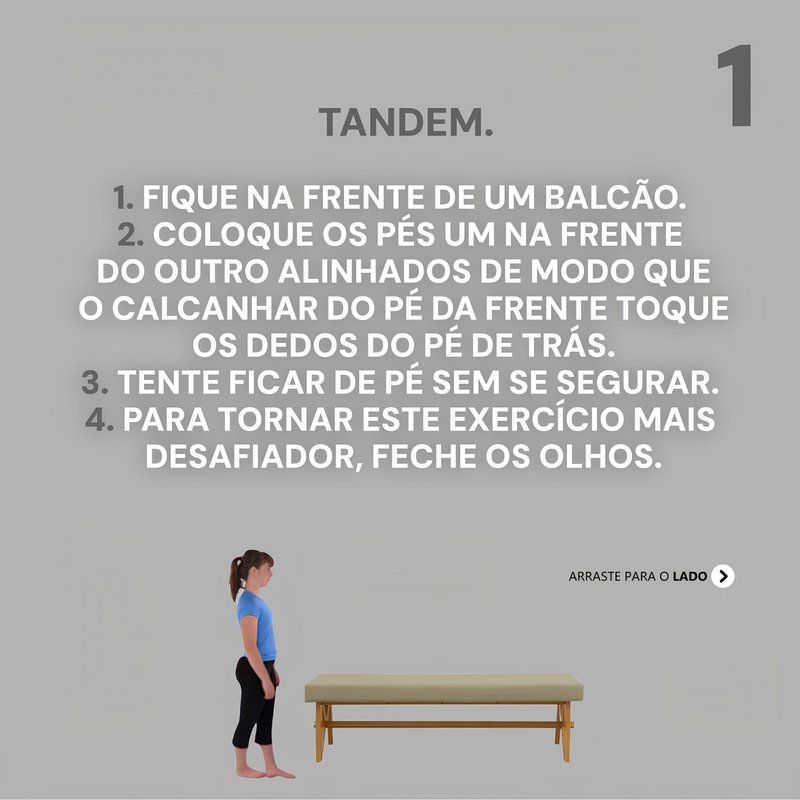 1
TANDEM.
1. FIQUE NA FRENTE DE UM BALCÃO.
2. COLOQUE OS PÉS UM NA FRENTE
DO OUTRO ALINHADOS DE MODO QUE
O CALCANHAR DO PÉ DA FRENTE TOQUE
OS DEDOS DO PÉ DE TRÁS.
3. TENTE FICAR DE PÉ SEM SE SEGURAR.
4. PARA TORNAR ESTE EXERCÍCIO MAIS
DESAFIADOR, FECHE OS OLHOS.
ARRASTE PARA O LADO